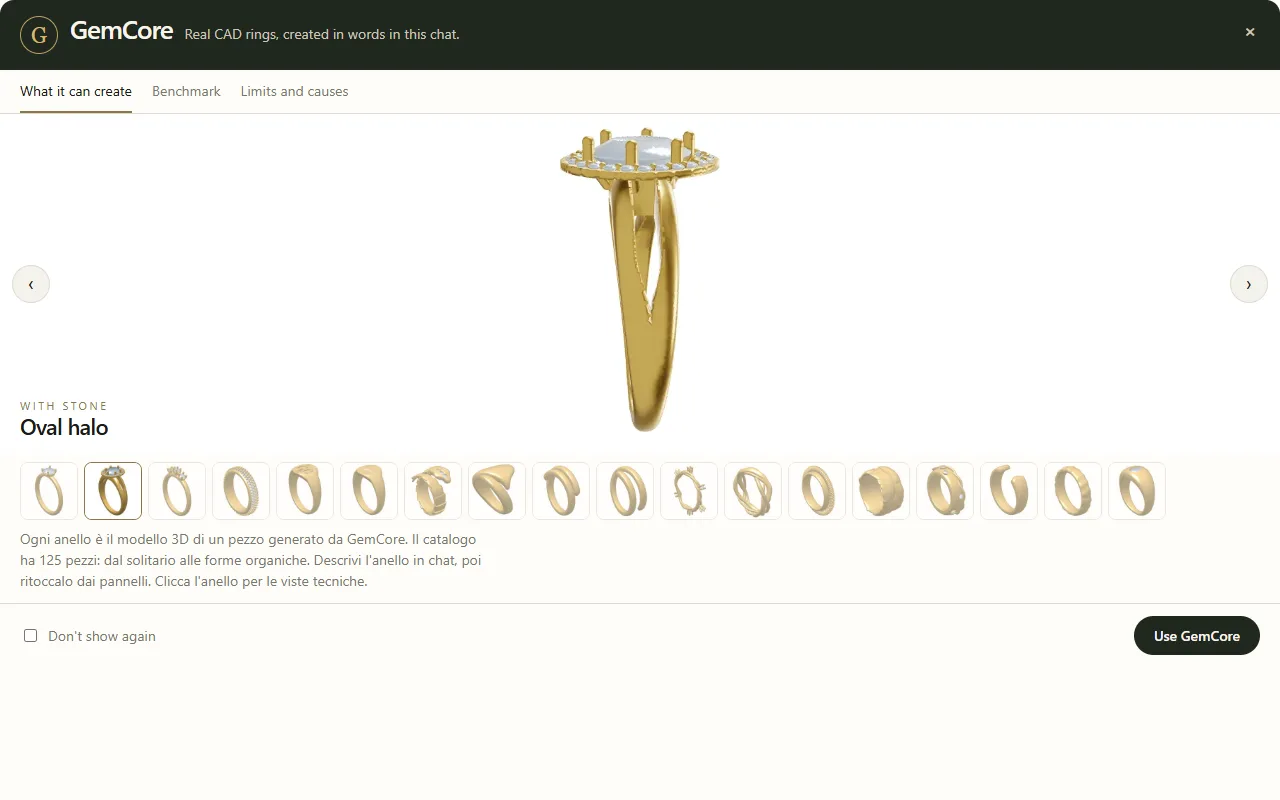 G GemCore Real CAD rings, created in words in this chat. ×
What it can create Benchmark Limits and causes
‹ ›
WITH STONE
Oval halo
Ogni anello è il modello 3D di un pezzo generato da GemCore. Il catalogo
ha 125 pezzi: dal solitario alle forme organiche. Descrivi l'anello in chat, poi
ritoccalo dai pannelli. Clicca l'anello per le viste tecniche.
Don't show again Use GemCore